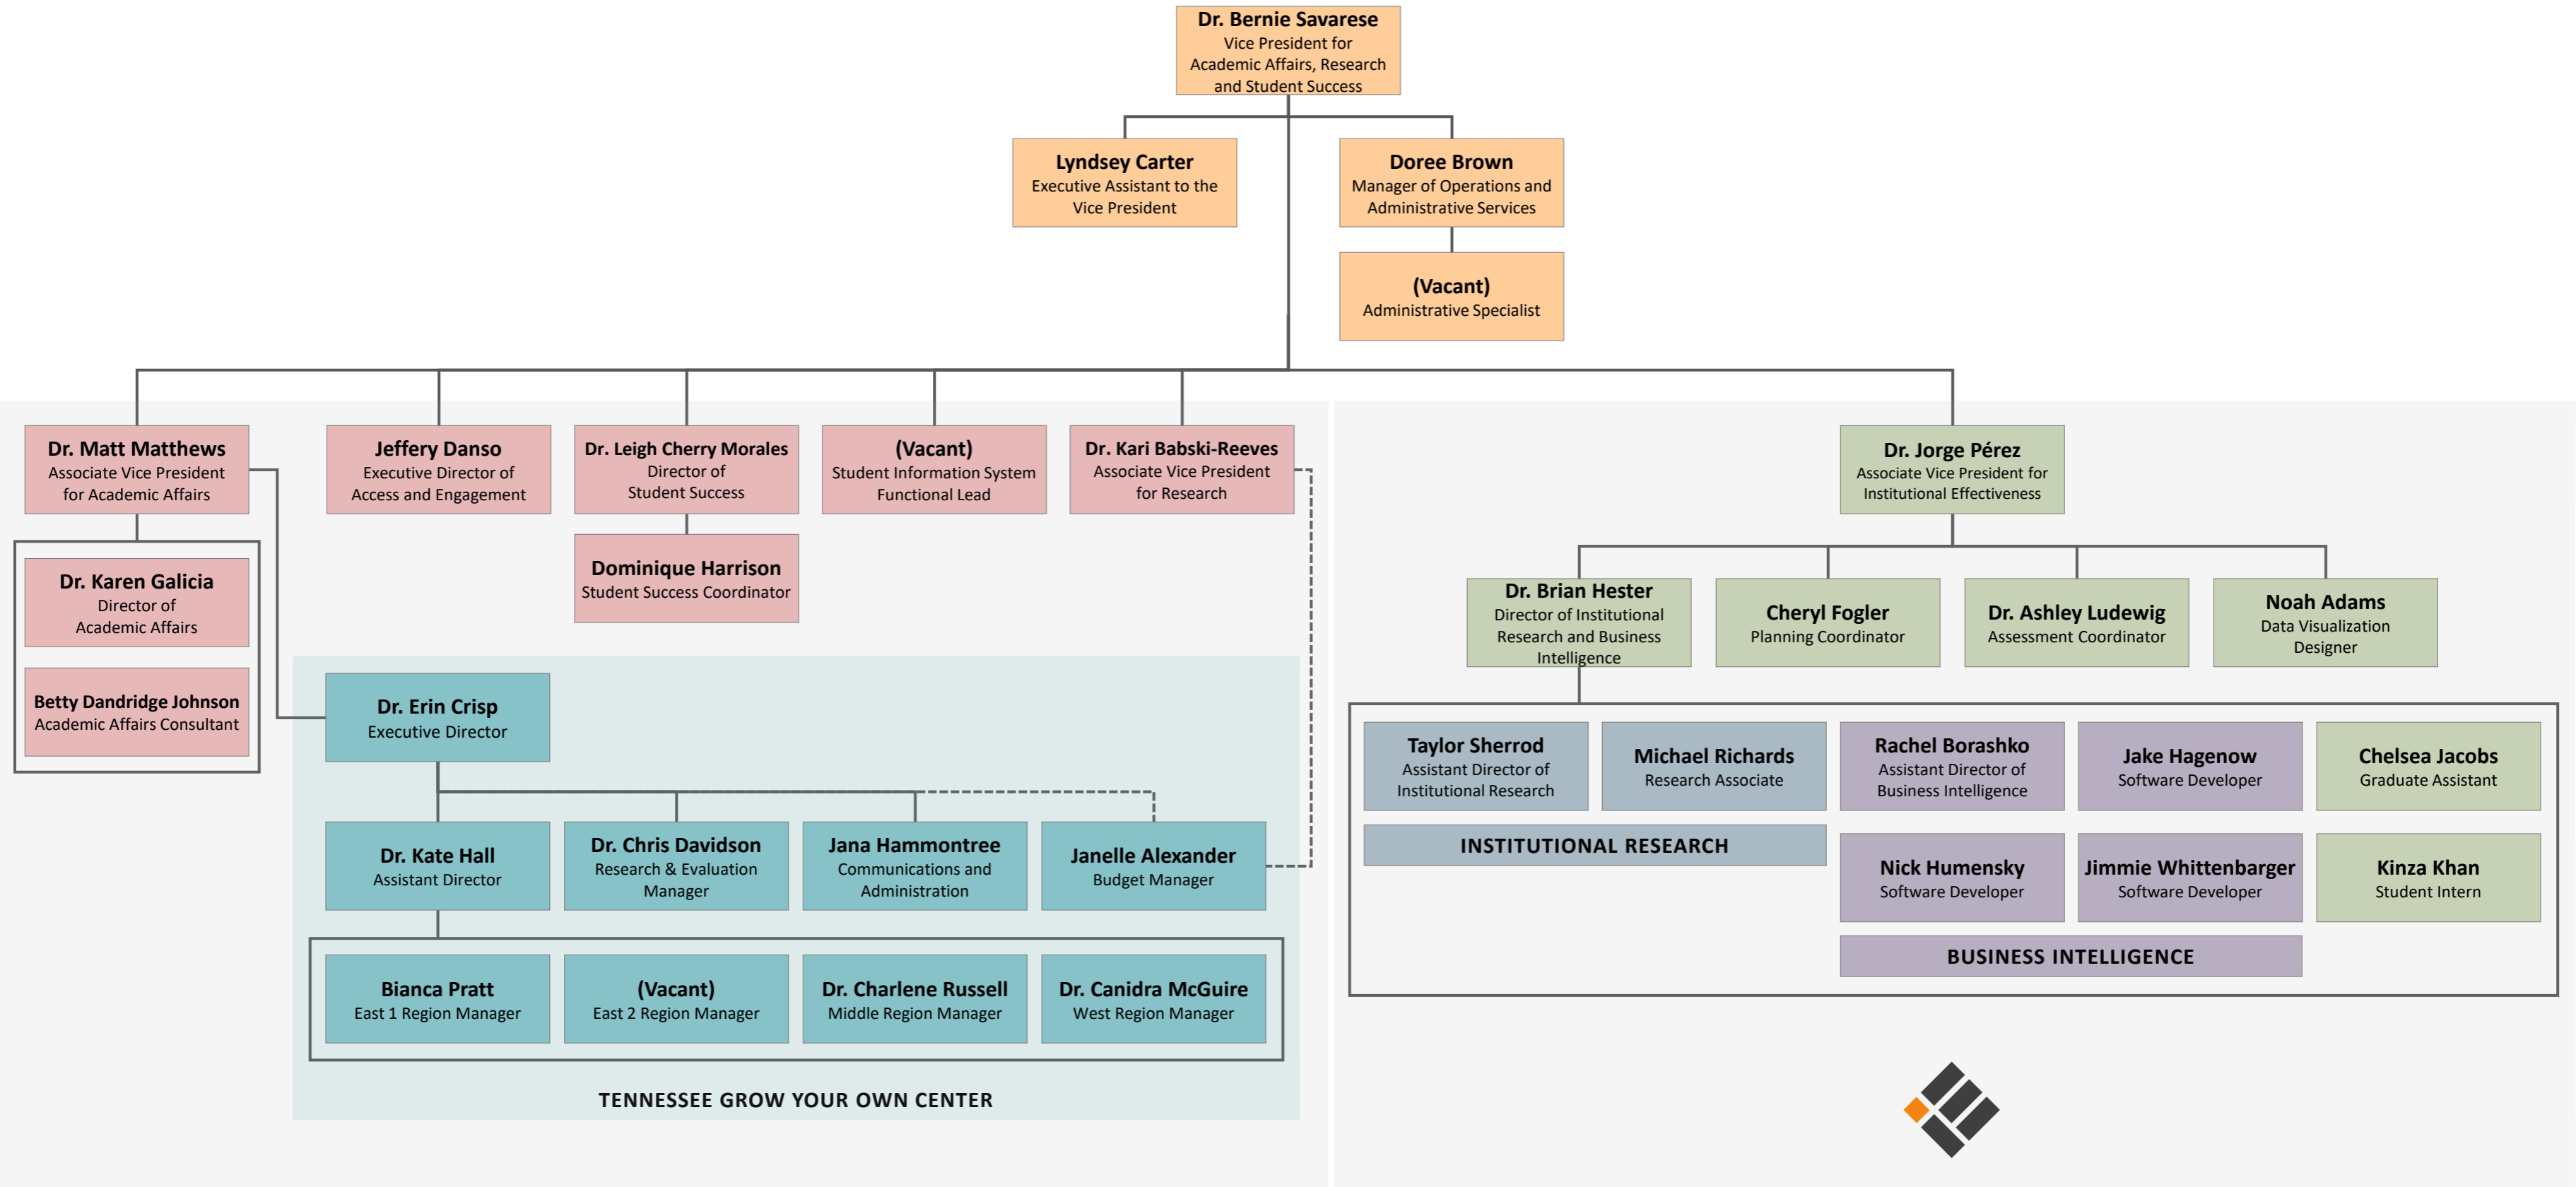 Dr. Bernie Savarese
Vice President for
Academic Affairs, Research
and Student Success
Lyndsey Carter
Executive Assistant to the
Vice President
Doree Brown
Manager of Operations and
Administrative Services
(Vacant)
Administrative Specialist
Dr. Matt Matthews
Associate Vice President
for Academic Affairs
Jeffery Danso
Executive Director of
Access and Engagement
Dr. Leigh Cherry Morales
Director of
Student Success
(Vacant)
Student Information System
Functional Lead
Dr. Kari Babski-Reeves
Associate Vice President
for Research
Dr. Jorge Pérez
Associate Vice President for
Institutional Effectiveness
Dr. Karen Galicia
Director of
Academic Affairs
Betty Dandridge Johnson
Academic Affairs Consultant
Dominique Harrison
Student Success Coordinator
Dr. Erin Crisp
Executive Director
Dr. Kate Hall
Assistant Director
Dr. Chris Davidson
Research & Evaluation
Manager
Jana Hammontree
Communications and
Administration
Janelle Alexander
Budget Manager
Bianca Pratt
East 1 Region Manager
(Vacant)
East 2 Region Manager
Dr. Charlene Russell
Middle Region Manager
Dr. Canidra McGuire
West Region Manager
TENNESSEE GROW YOUR OWN CENTER
Dr. Brian Hester
Director of Institutional
Research and Business
Intelligence
Cheryl Fogler
Planning Coordinator
Dr. Ashley Ludewig
Assessment Coordinator
Noah Adams
Data Visualization
Designer
Taylor Sherrod
Assistant Director of
Institutional Research
Michael Richards
Research Associate
INSTITUTIONAL RESEARCH
Rachel Borashko
Assistant Director of
Business Intelligence
Jake Hagenow
Software Developer
Nick Humensky
Software Developer
Jimmie Whittenbarger
Software Developer
BUSINESS INTELLIGENCE
Chelsea Jacobs
Graduate Assistant
Kinza Khan
Student Intern